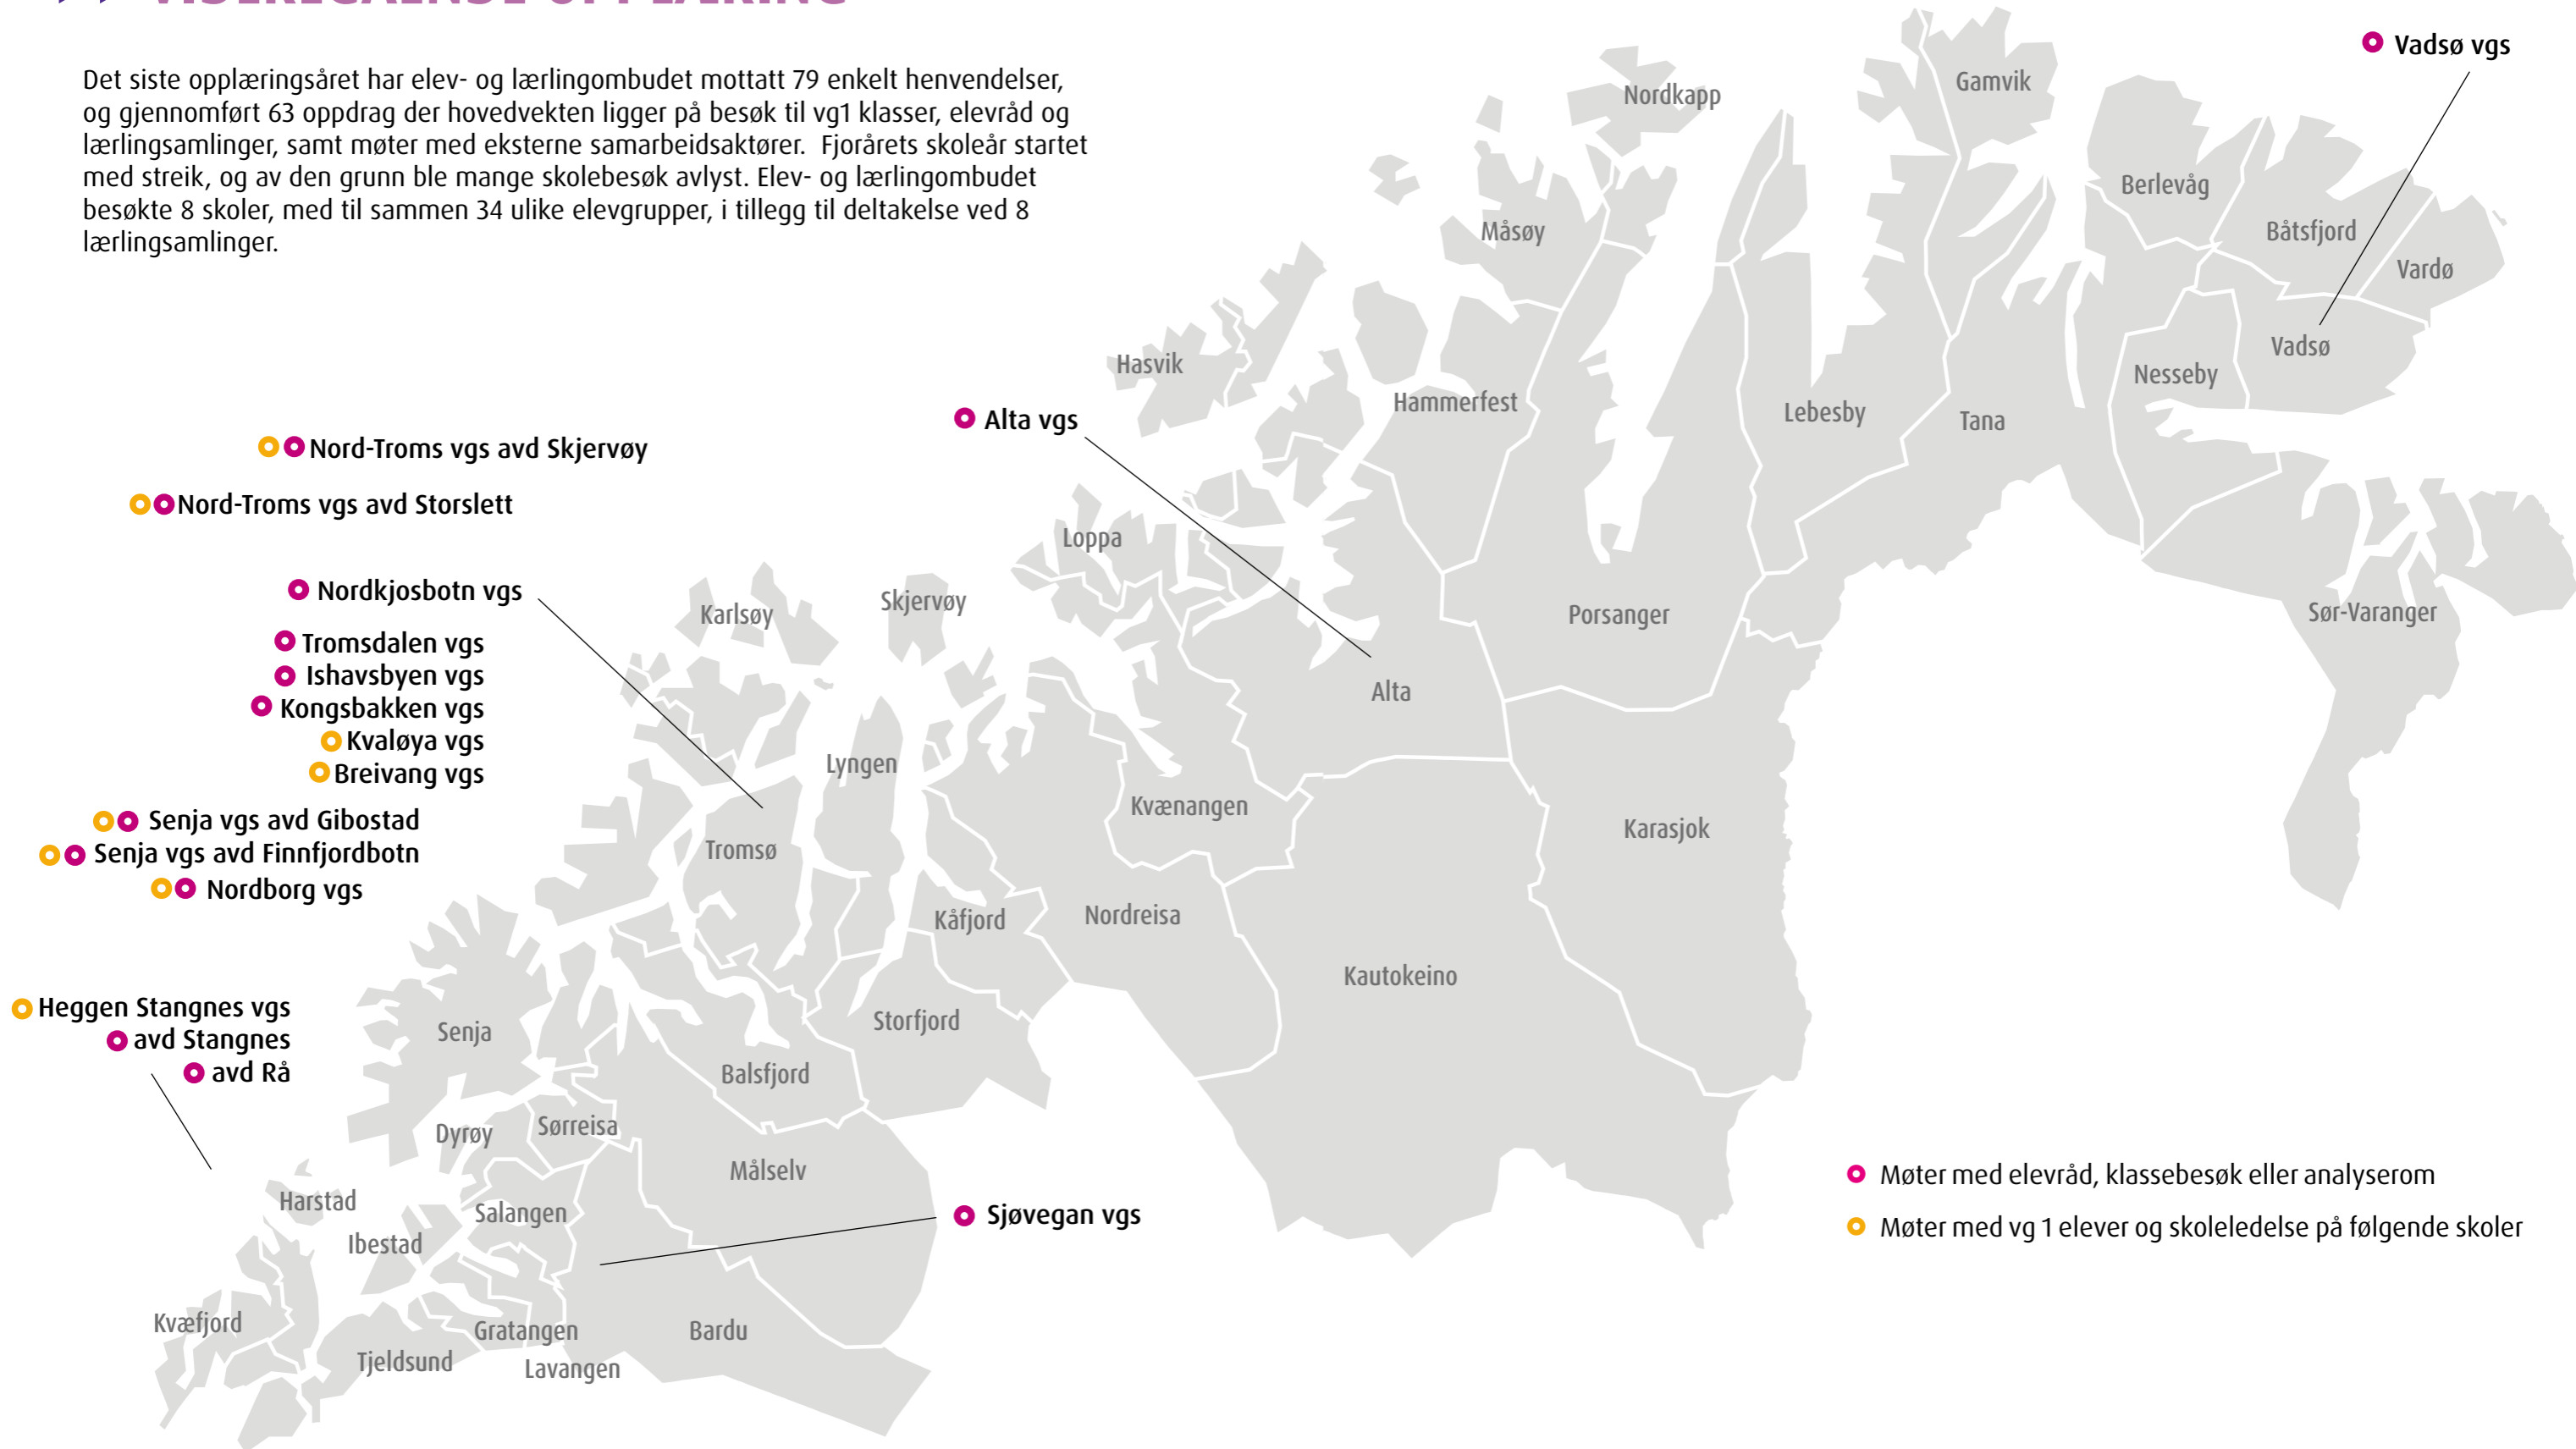 VIDEREGÅENDE OPPLÆRING
Det siste opplæringsåret har elev- og lærlingombudet mottatt 79 enkelt henvendelser,
og gjennomført 63 oppdrag der hovedvekten ligger på besøk til vg1 klasser, elevråd og
lærlingsamlinger, samt møter med eksterne samarbeidsaktører. Fjorårets skoleår startet
med streik, og av den grunn ble mange skolebesøk avlyst. Elev- og lærlingombudet
besøkte 8 skoler, med til sammen 34 ulike elevgrupper, i tillegg til deltakelse ved 8
lærlingsamlinger.
Vadsø vgs
Gamvik
Nordkapp
Berlevåg
Måsøy
Båtsfjord
Vardø
Vadsø
Hasvik
Nesseby
Hammerfest
Lebesby
Tana
Alta vgs
Nord-Troms vgs avd Skjervøy
Nord-Troms vgs avd Storslett
Loppa
Nordkjosbotn vgs
Skjervøy
Karlsøy
Porsanger
Sør-Varanger
Tromsdalen vgs
Ishavsbyen vgs
Kongsbakken vgs
Kvaløya vgs
Breivang vgs
Alta
Lyngen
Kvænangen
Karasjok
Senja vgs avd Gibostad
Senja vgs avd Finnfjordbotn
Nordborg vgs
Tromsø
Kåfjord
Nordreisa
Kautokeino
Heggen Stangnes vgs
avd Stangnes
avd Rå
Senja
Storfjord
Balsfjord
Dyrøy
Sørreisa
Målselv
Harstad
Salangen
Ibestad
Sjøvegan vgs
Kvæfjord
Gratangen
Bardu
Tjeldsund
Lavangen
Møter med elevråd, klassebesøk eller analyserom
Møter med vg 1 elever og skoleledelse på følgende skoler